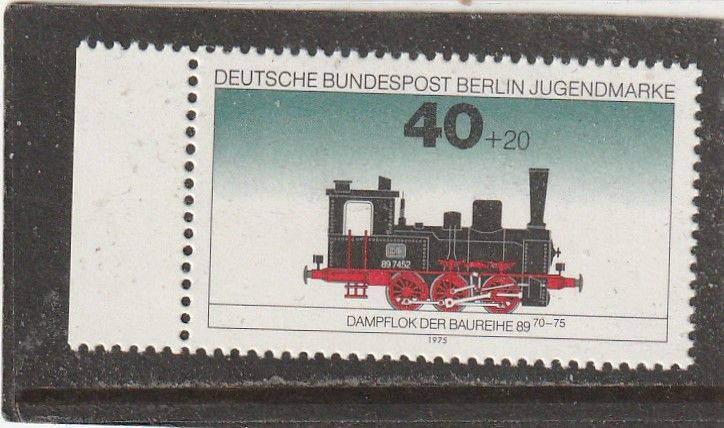 DEUTSCHE BUNDESPOST BERLIN JUGENDMARKE
40+20
89 7452
DAMPFLOK DER BAUREIHE 89 70-75
1975